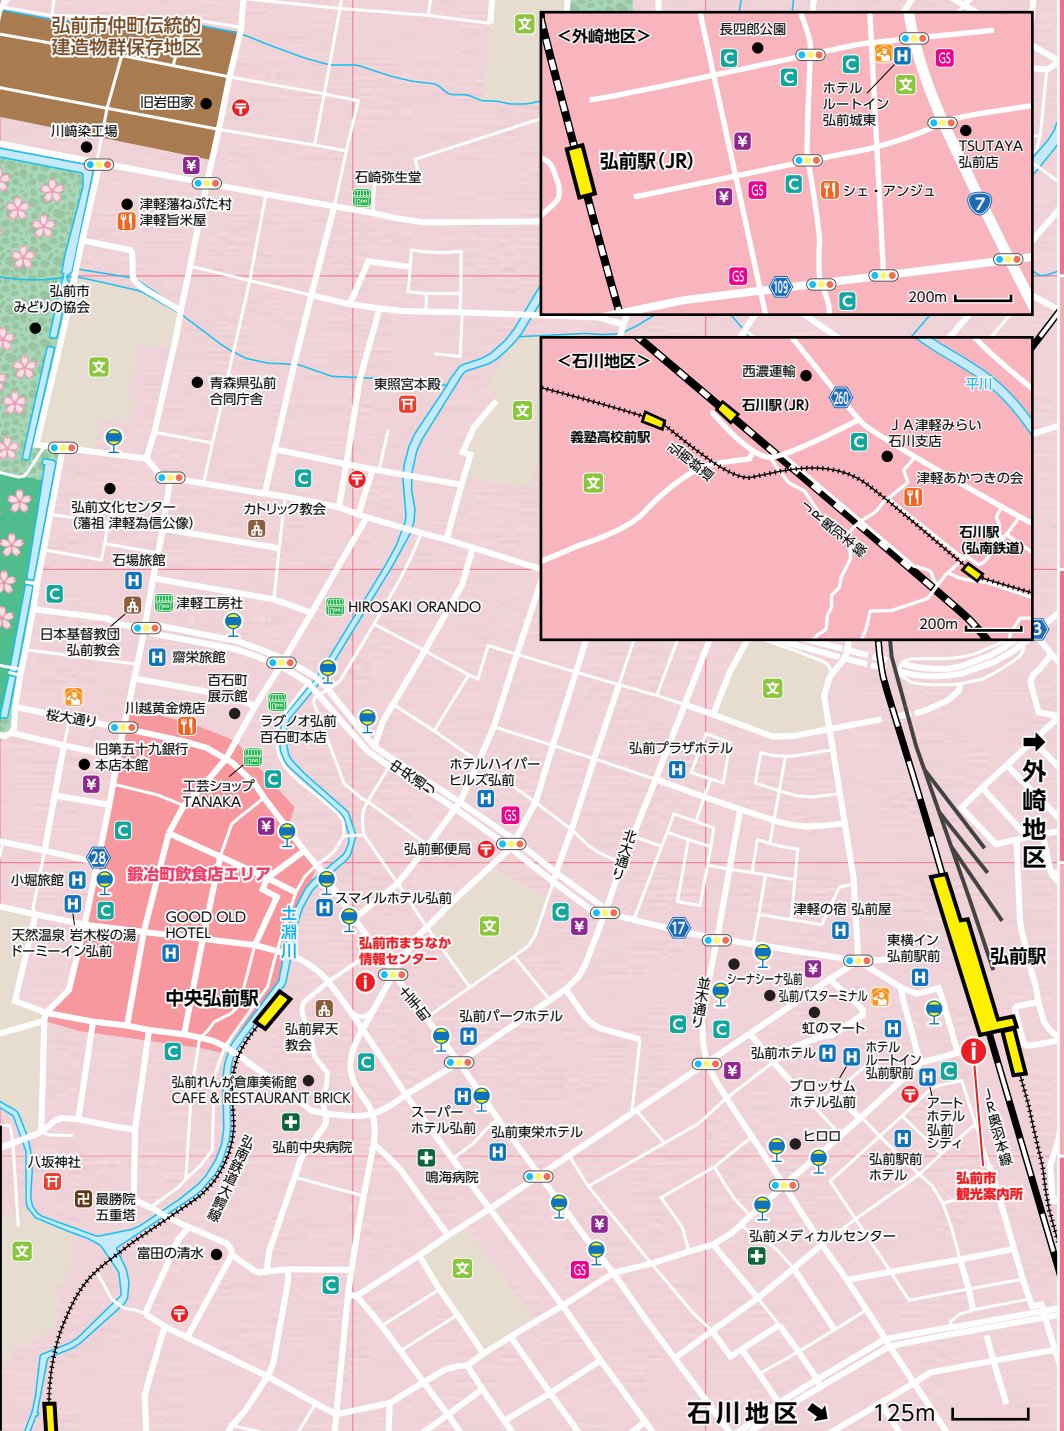 弘前市仲町伝統的
建造物群保存地区
旧岩田家
川﨑染工場
津軽藩ねぷた村
津軽旨米屋
石崎弥生堂
弘前市
みどりの協会
文
青森県弘前
合同庁舎
東照宮本殿
弘前文化センター
(藩祖 津軽為信公像)
カトリック教会
石場旅館
津軽工房社
HIROSAKI ORANDO
日本基督教団
弘前教会
齋栄旅館
百石町
展示館
桜大通り
川越黄金焼店
ラグノオ弘前
百石町本店
旧第五十九銀行
本店本館
工芸ショップ
TANAKA
中央通り
ホテルハイパー
ヒルズ弘前
弘前プラザホテル
GS
弘前郵便局
北大通り
28
鍛冶町飲食店エリア
小堀旅館
天然温泉 岩木桜の湯
ドーミーイン弘前
GOOD OLD
HOTEL
土淵川
スマイルホテル弘前
弘前市まちなか
情報センター
17
津軽の宿 弘前屋
東横イン
弘前駅前
弘前駅
シーナシーナ弘前
弘前バスターミナル
並木通り
虹のマート
中央弘前駅
弘前昇天
教会
十手町
弘前パークホテル
弘前ホテル
ホテル
ルートイン
弘前駅前
ブロッサム
ホテル弘前
アート
ホテル
弘前
シティ
JR奥羽本線
弘前れんが倉庫美術館
CAFE & RESTAURANT BRICK
弘前中央病院
スーパー
ホテル弘前
弘前東栄ホテル
鳴海病院
ヒロロ
弘前駅前
ホテル
弘前市
観光案内所
弘南鉄道大鰐線
八坂神社
最勝院
五重塔
富田の清水
弘前メディカルセンター
GS
外崎地区
石川地区
125m
<外崎地区>
長四郎公園
GS
ホテル
ルートイン
弘前城東
TSUTAYA
弘前店
弘前駅(JR)
GS
シェ・アンジュ
7
GS
109
200m
<石川地区>
西濃運輸
平川
石川駅(JR)
260
義塾高校前駅
弘南鉄道
JA津軽みらい
石川支店
津軽あかつきの会
JR奥羽本線
石川駅
(弘南鉄道)
200m
3